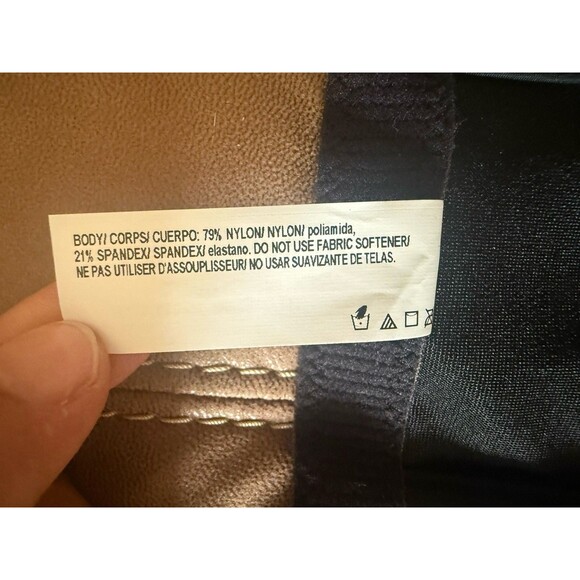 BODY/ CORPS/ CUERPO: 79% NYLON/ NYLON/ poliamida,
21% SPANDEX/ SPANDEX/ elastano. DO NOT USE FABRIC SOFTENER/
NE PAS UTILISER D'ASSOUPLISSEUR/ NO USAR SUAVIZANTE DE TELAS.